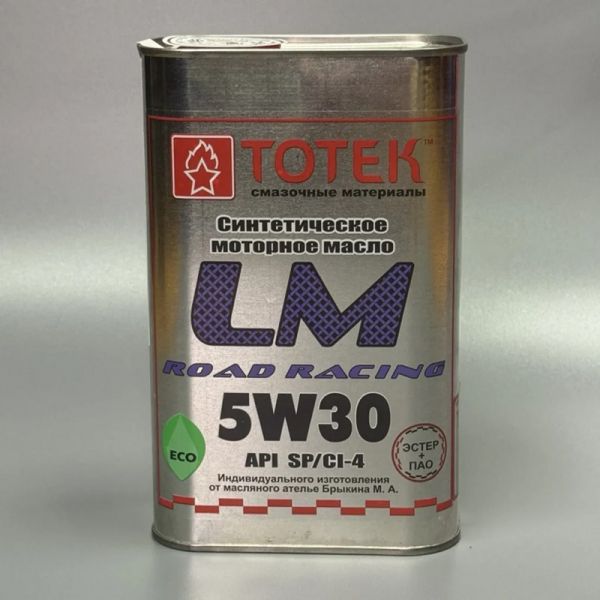 ТОТЕК™
смазочные материалы
Синтетическое
моторное масло
LM
ROAD RACING
5W30
API SP/CI-4
ECO
ЭСТЕР
+
ПАО
Индивидуального изготовления
от масляного ателье Брыкина М. А.